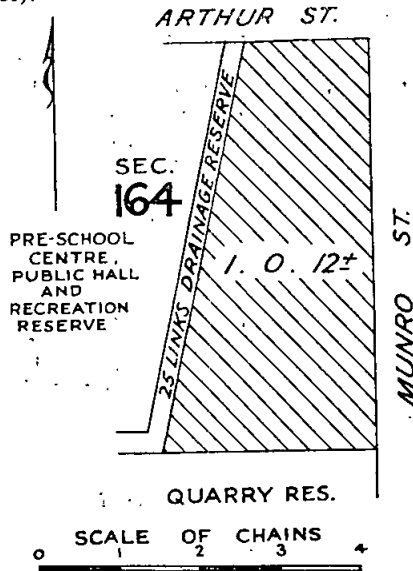 ARTHUR ST.
SEC.
164
PRE-SCHOOL
CENTRE,
PUBLIC HALL
AND
RECREATION
RESERVE
25 LINKS DRAINAGE RESERVE
1. 0. 12±
MUNRO ST.
QUARRY RES.
SCALE OF CHAINS
0 1 2 3 4